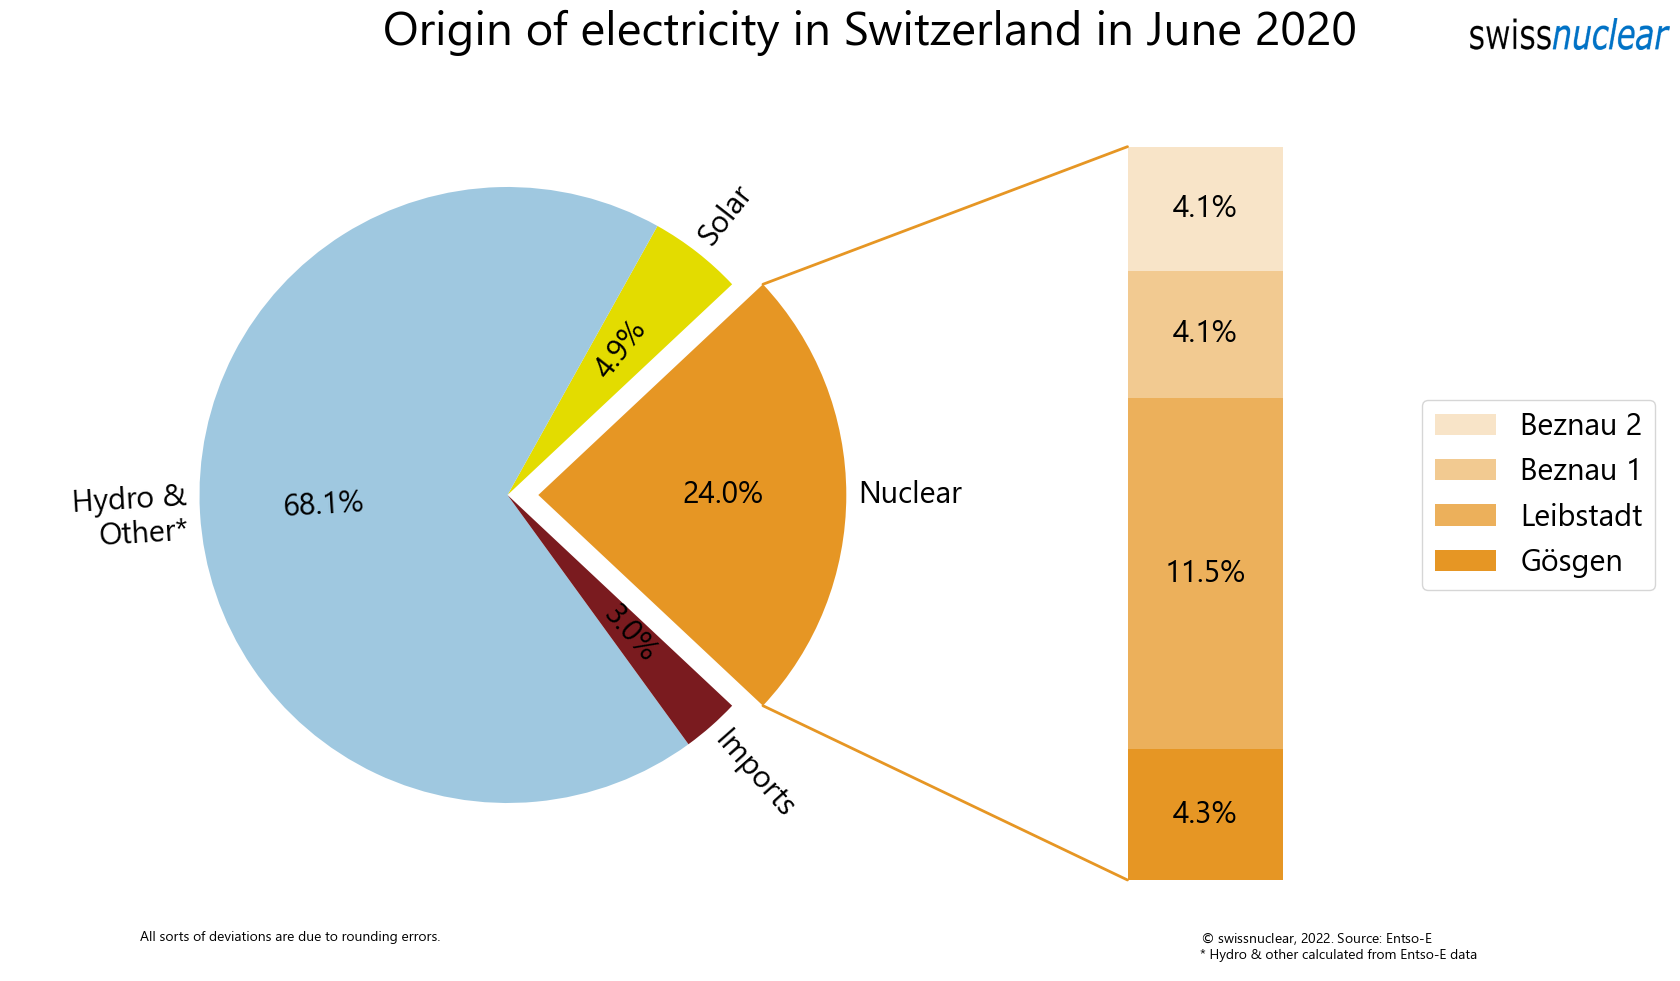 Origin of electricity in Switzerland in June 2020
swissnuclear
Solar
4.9%
Hydro &
Other*
68.1%
24.0%
Nuclear
3.0%
Imports
4.1%
4.1%
11.5%
4.3%
Beznau 2
Beznau 1
Leibstadt
Gösgen
All sorts of deviations are due to rounding errors.
© swissnuclear, 2022. Source: Entso-E
* Hydro & other calculated from Entso-E data